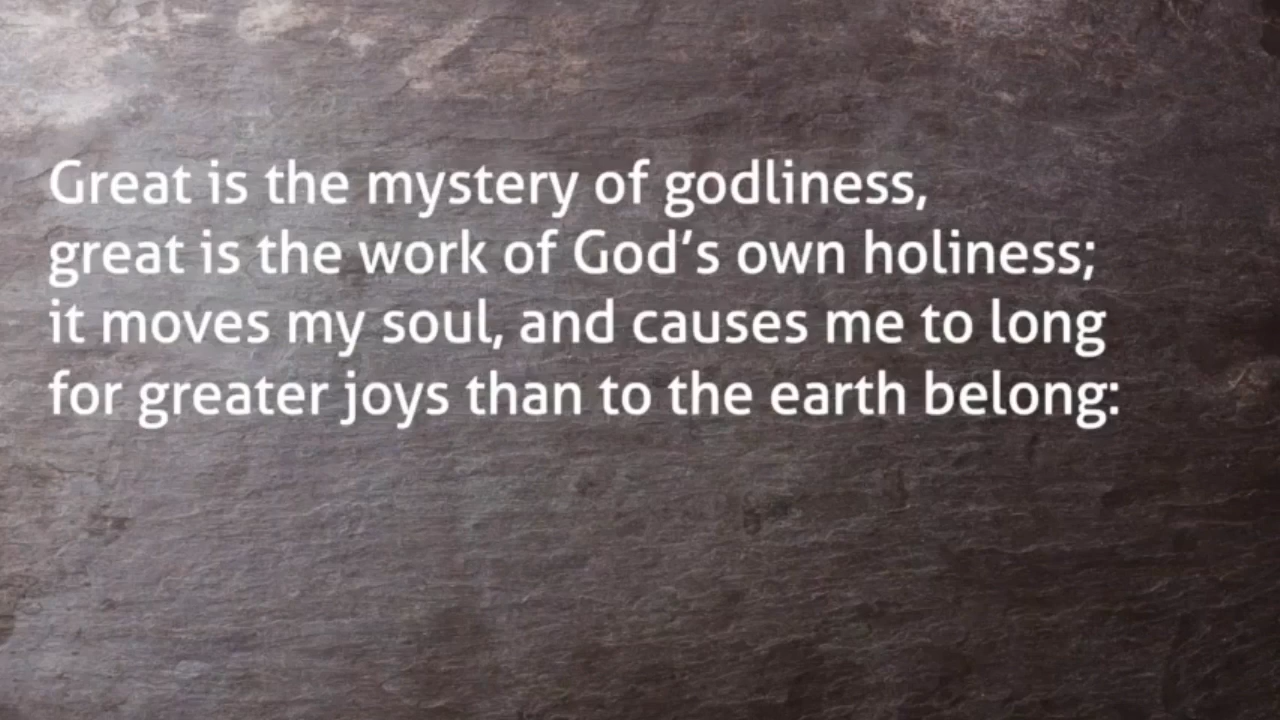 Great is the mystery of godliness,
great is the work of God’s own holiness;
it moves my soul, and causes me to long
for greater joys than to the earth belong: